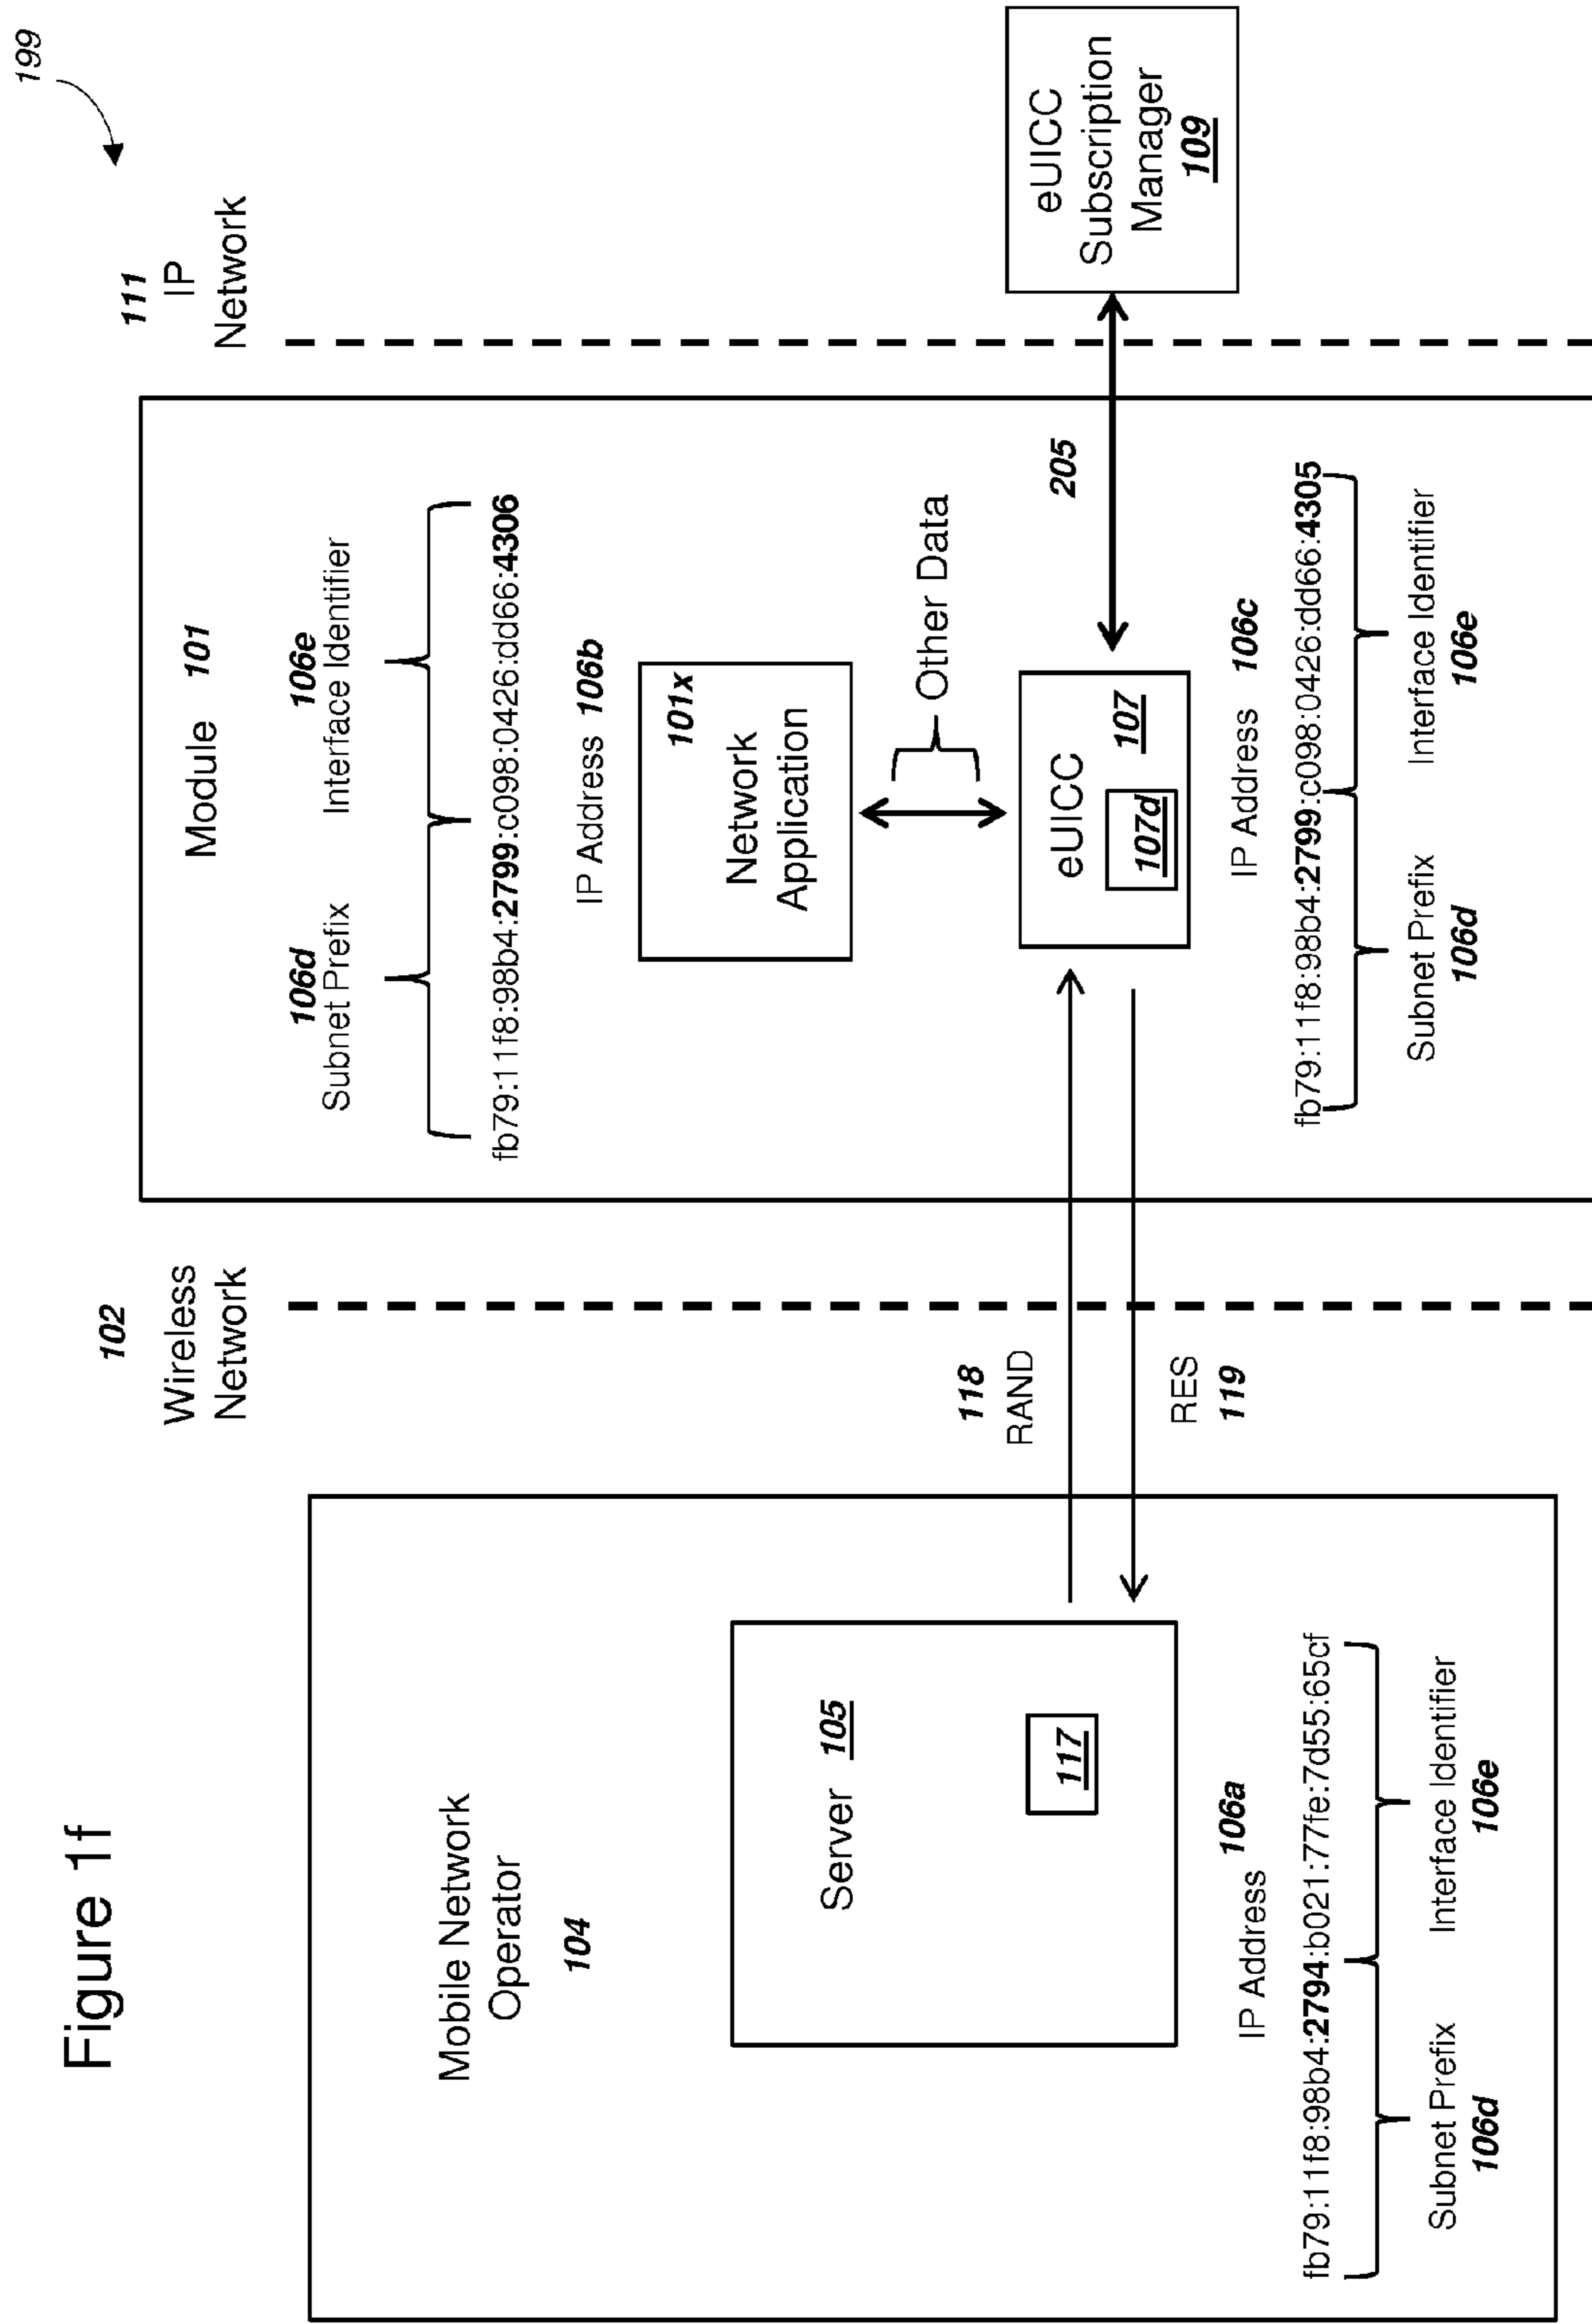 Figure 1f
199
102
Wireless
Network
111
IP
Network
Mobile Network
Operator
104
Server 105
117
IP Address 106a
fb79:11f8:98b4:2794:b021:77fe:7d55:65cf
Subnet Prefix
106d
Interface Identifier
106e
118
RAND
RES
119
Module 101
106d
Subnet Prefix
106e
Interface Identifier
fb79:11f8:98b4:2799:c098:0426:dd66:4306
IP Address 106b
101x
Network
Application
Other Data
eUICC
107
107d
205
IP Address 106c
fb79:11f8:98b4:2799:c098:0426:dd66:4305
Subnet Prefix
106d
Interface Identifier
106e
eUICC
Subscription
Manager
109